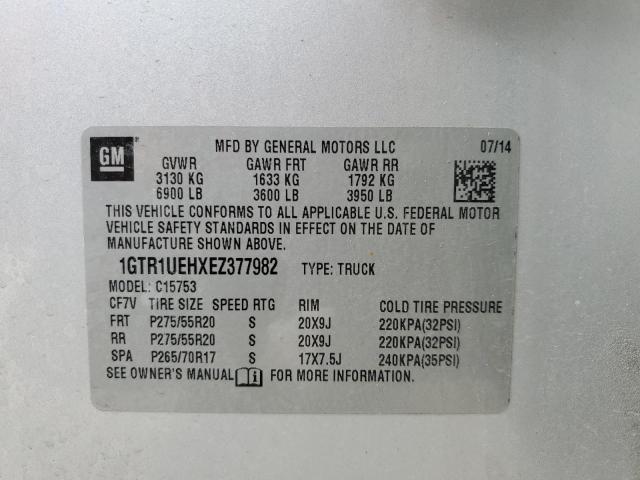 GM ® MFD BY GENERAL MOTORS LLC 07/14
GVWR GAWR FRT GAWR RR
3130 KG 1633 KG 1792 KG
6900 LB 3600 LB 3950 LB
THIS VEHICLE CONFORMS TO ALL APPLICABLE U.S. FEDERAL MOTOR
VEHICLE SAFETY STANDARDS IN EFFECT ON THE DATE OF
MANUFACTURE SHOWN ABOVE.
1GTR1UEHXEZ377982 TYPE: TRUCK
MODEL: C15753
CF7V TIRE SIZE SPEED RTG RIM COLD TIRE PRESSURE
FRT P275/55R20 S 20X9J 220KPA(32PSI)
RR P275/55R20 S 20X9J 220KPA(32PSI)
SPA P265/70R17 S 17X7.5J 240KPA(35PSI)
SEE OWNER'S MANUAL i FOR MORE INFORMATION.